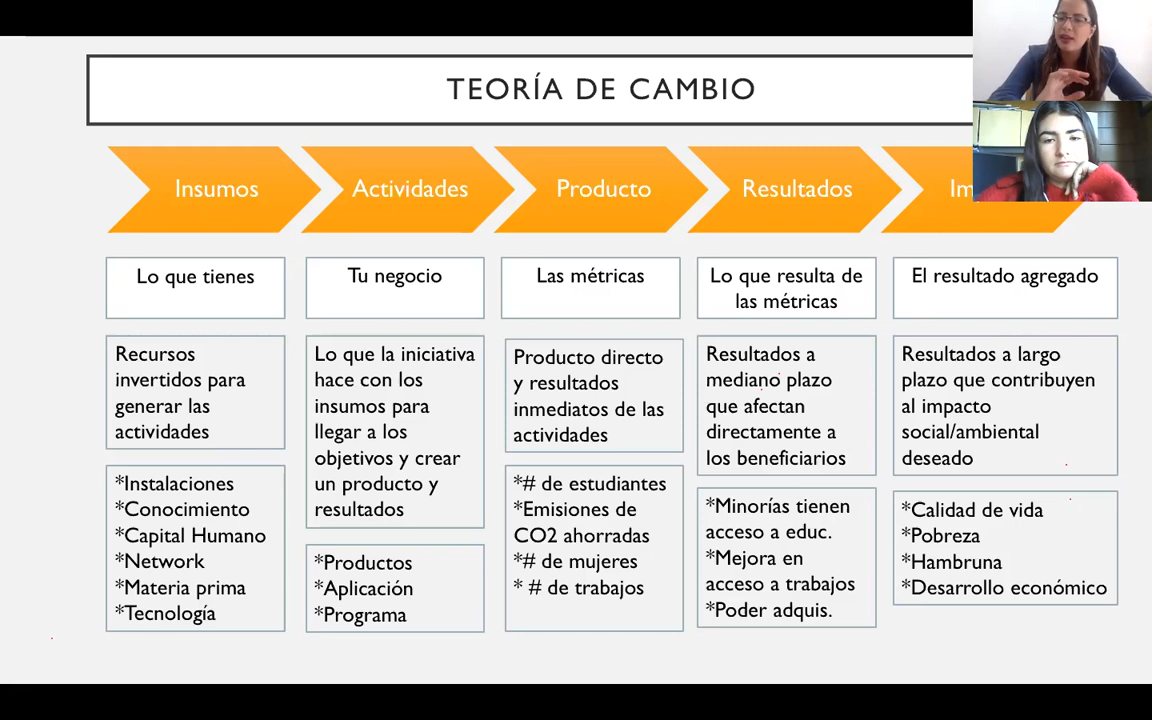 TEORÍA DE CAMBIO
Insumos
Actividades
Producto
Resultados
Lo que tienes
Tu negocio
Las métricas
Lo que resulta de
las métricas
El resultado agregado
Recursos
invertidos para
generar las
actividades
Lo que la iniciativa
hace con los
insumos para
llegar a los
objetivos y crear
un producto y
resultados
Producto directo
y resultados
inmediatos de las
actividades
Resultados a
mediano plazo
que afectan
directamente a
los beneficiarios
Resultados a largo
plazo que contribuyen
al impacto
social/ambiental
deseado
*Instalaciones
*Conocimiento
*Capital Humano
*Network
*Materia prima
*Tecnología
*Productos
*Aplicación
*Programa
*# de estudiantes
*Emisiones de
CO2 ahorradas
*# de mujeres
* # de trabajos
*Minorías tienen
acceso a educ.
*Mejora en
acceso a trabajos
*Poder adquis.
*Calidad de vida
*Pobreza
*Hambruna
*Desarrollo económico